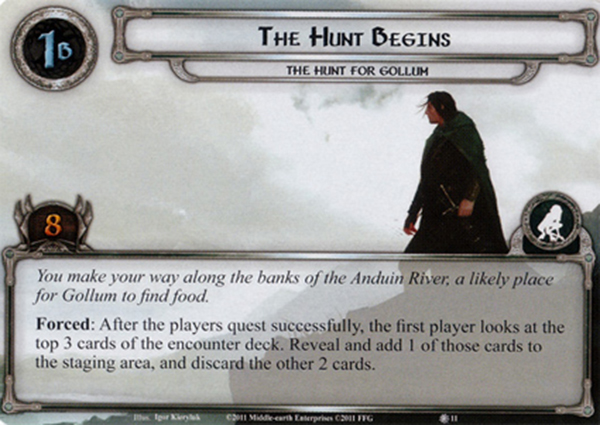 1B
THE HUNT BEGINS
THE HUNT FOR GOLLUM
8
You make your way along the banks of the Anduin River, a likely place
for Gollum to find food.
Forced: After the players quest successfully, the first player looks at the
top 3 cards of the encounter deck. Reveal and add 1 of those cards to
the staging area, and discard the other 2 cards.
Illus. Igor Kieryluk ©2011 Middle-earth Enterprises ©2011 FFG 11